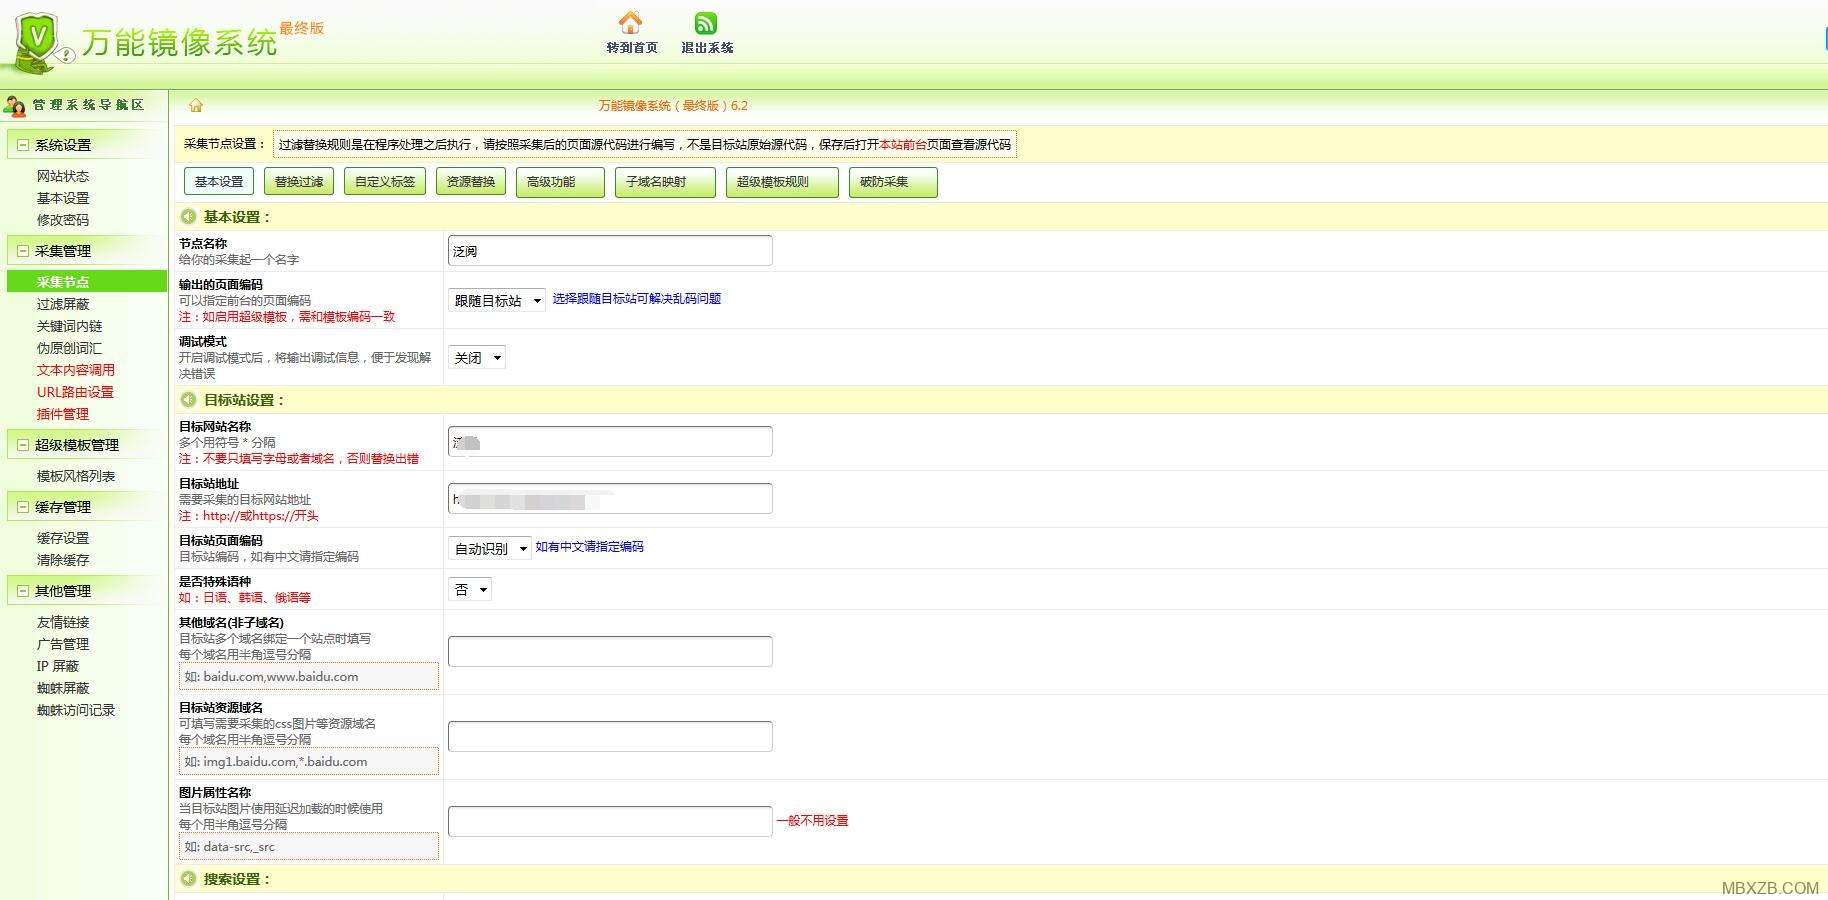 万能镜像系统 最终版
转到首页 退出系统
管理系统导航区
系统设置
网站状态
基本设置
修改密码
采集管理
采集节点
过滤屏蔽
关键词内链
伪原创词汇
文本内容调用
URL路由设置
插件管理
超级模板管理
模板风格列表
缓存管理
缓存设置
清除缓存
其他管理
友情链接
广告管理
IP 屏蔽
蜘蛛屏蔽
蜘蛛访问记录
万能镜像系统（最终版）6.2
采集节点设置： 过滤替换规则是在程序处理之后执行，请按照采集后的页面源代码进行编写，不是目标站原始源代码，保存后打开本站前台页面查看源代码
基本设置 替换过滤 自定义标签 资源替换 高级功能 子域名映射 超级模板规则 破防采集
基本设置：
节点名称
给你的采集起一个名字
泛阅
输出的页面编码
可以指定前台的页面编码
注：如启用超级模板，需和模板编码一致
跟随目标站 选择跟随目标站可解决乱码问题
调试模式
开启调试模式后，将输出调试信息，便于发现解
决错误
关闭
目标站设置：
目标网站名称
多个用符号 * 分隔
注：不要只填写字母或者域名，否则替换出错
目标站地址
需要采集的目标网站地址
注：http://或https://开头
h
目标站页面编码
目标站编码，如有中文请指定编码
自动识别 如有中文请指定编码
是否特殊语种
如：日语、韩语、俄语等
否
其他域名(非子域名)
目标站多个域名绑定一个站点时填写
每个域名用半角逗号分隔
如: baidu.com,www.baidu.com
目标站资源域名
可填写需要采集的css图片等资源域名
每个域名用半角逗号分隔
如: img1.baidu.com,*.baidu.com
图片属性名称
当目标站图片使用延迟加载的时候使用
每个用半角逗号分隔
如: data-src,_src
一般不用设置
搜索设置：
MBXZB.COM